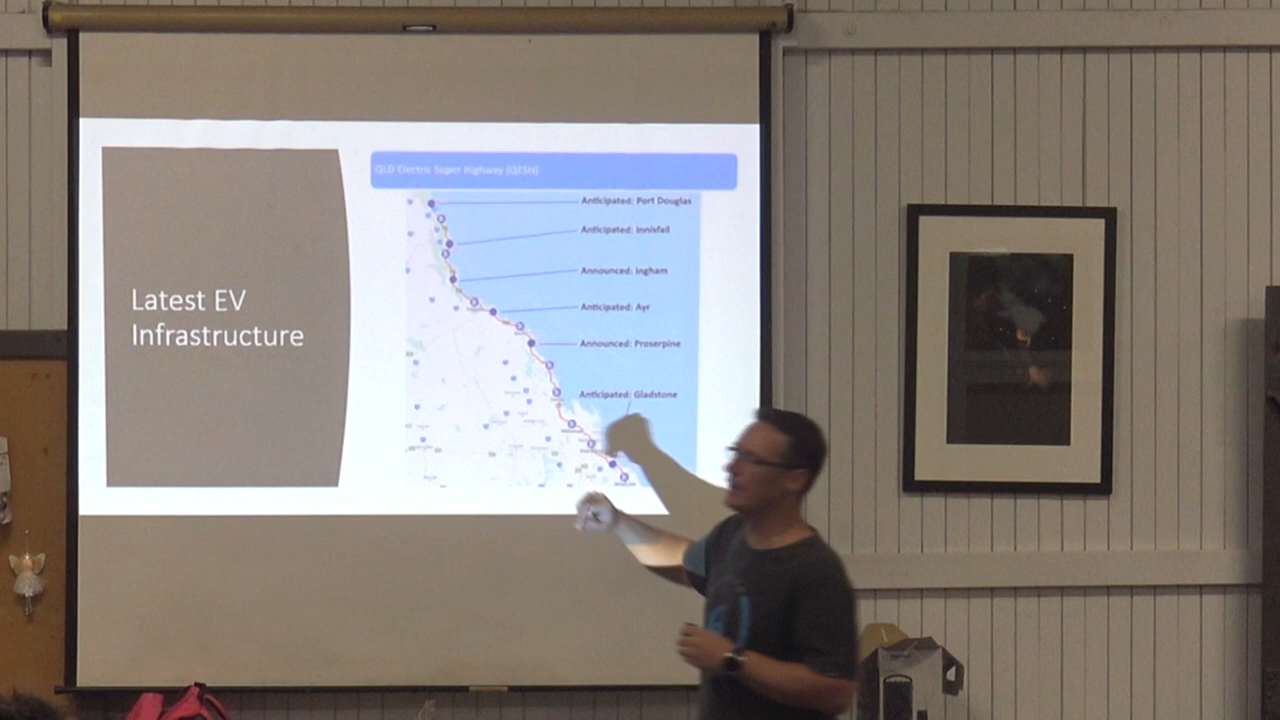 Latest EV
Infrastructure
QLD Electric Super Highway (QESH)
Anticipated: Port Douglas
Anticipated: Innisfail
Announced: Ingham
Anticipated: Ayr
Announced: Proserpine
Anticipated: Gladstone